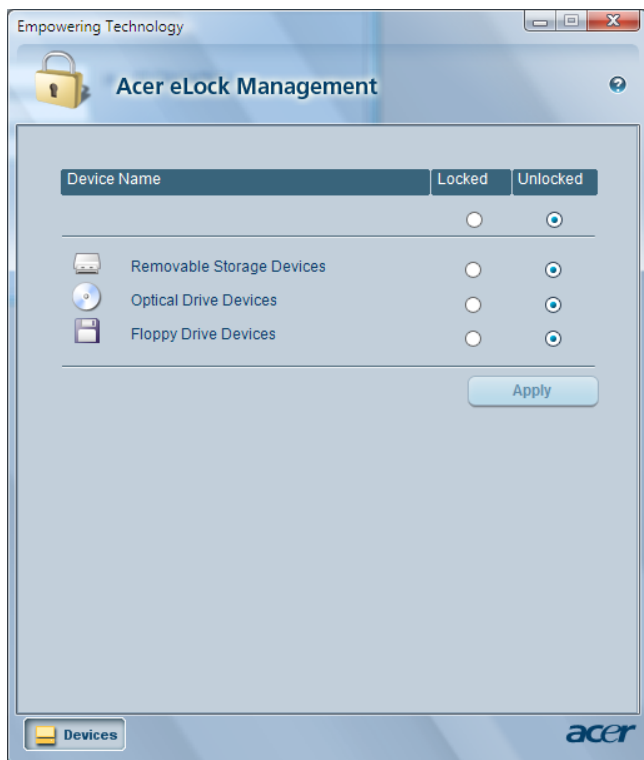 Empowering Technology
Acer eLock Management
Device Name Locked Unlocked
Removable Storage Devices
Optical Drive Devices
Floppy Drive Devices
Apply
Devices
acer